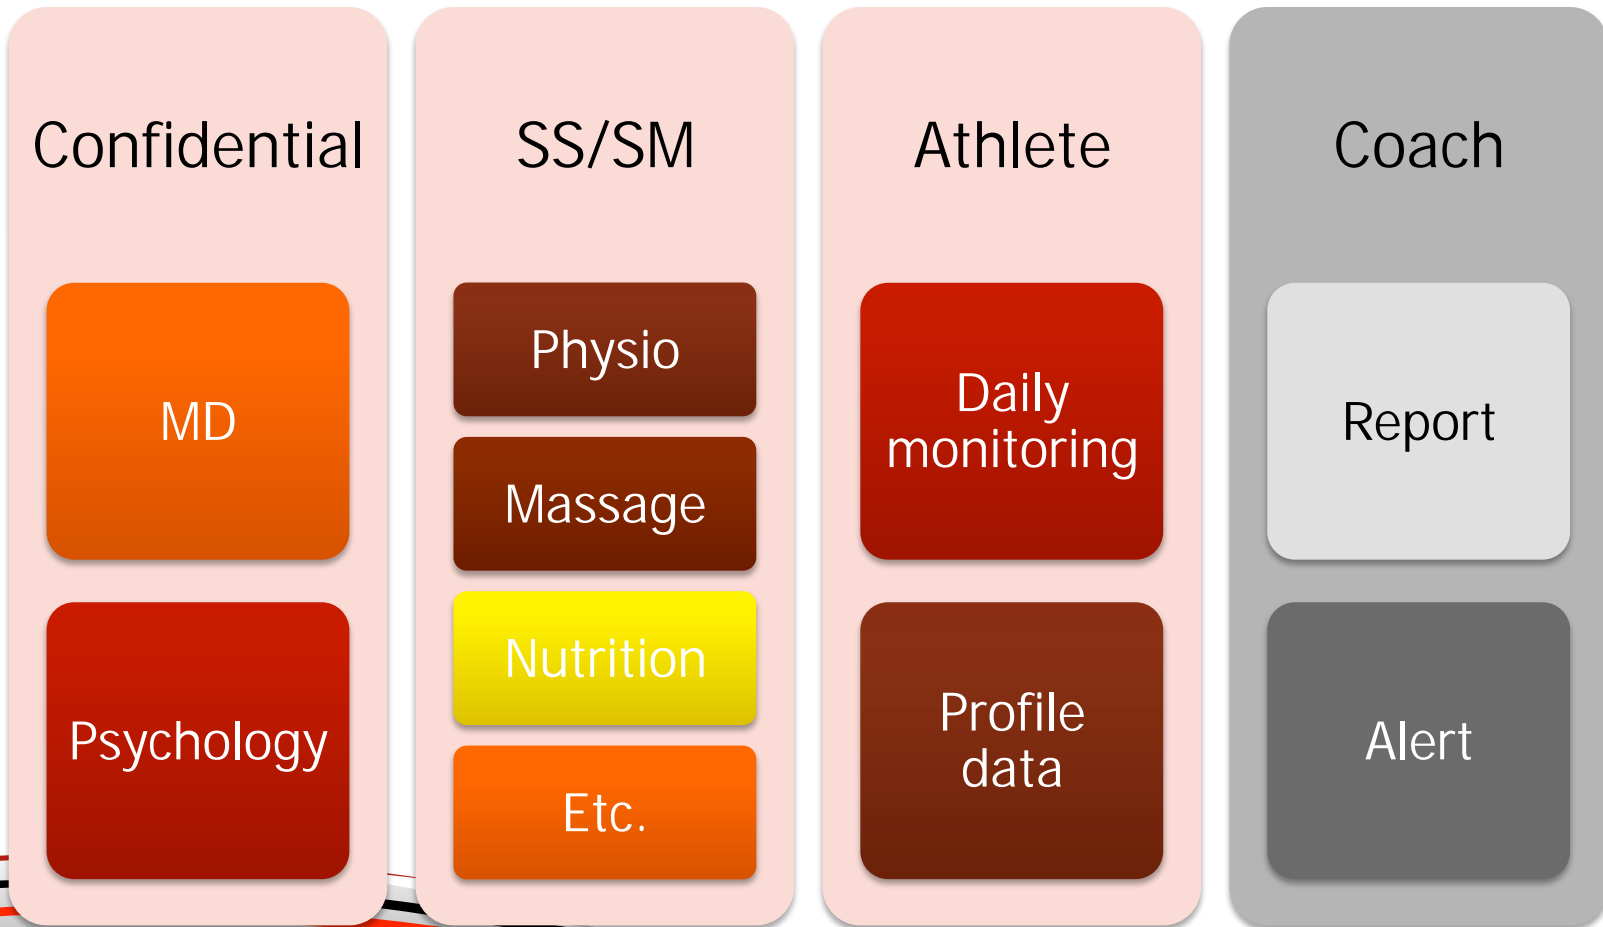 Confidential
MD
Psychology
SS/SM
Physio
Massage
Nutrition
Etc.
Athlete
Daily
monitoring
Profile
data
Coach
Report
Alert